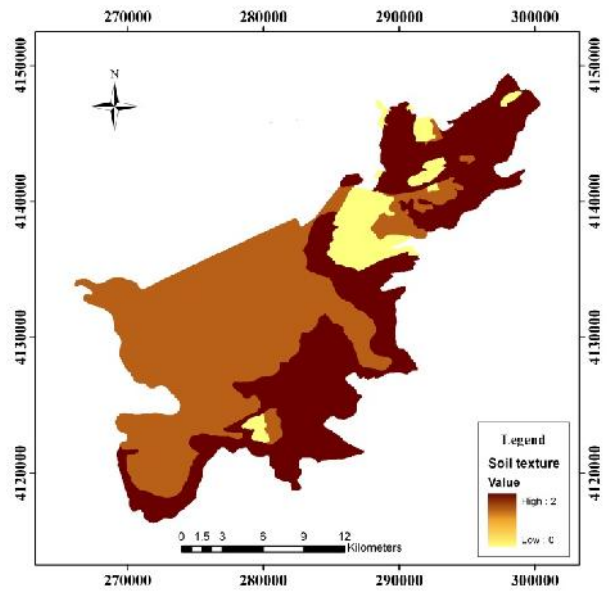 270000 280000 290000 300000
4150000 4150000
N
4140000 4140000
4130000 4130000
4120000 4120000
Legend
Soil texture
Value
High : 2
Low : 0
0 1.5 3 6 9 12
Kilometers
270000 280000 290000 300000